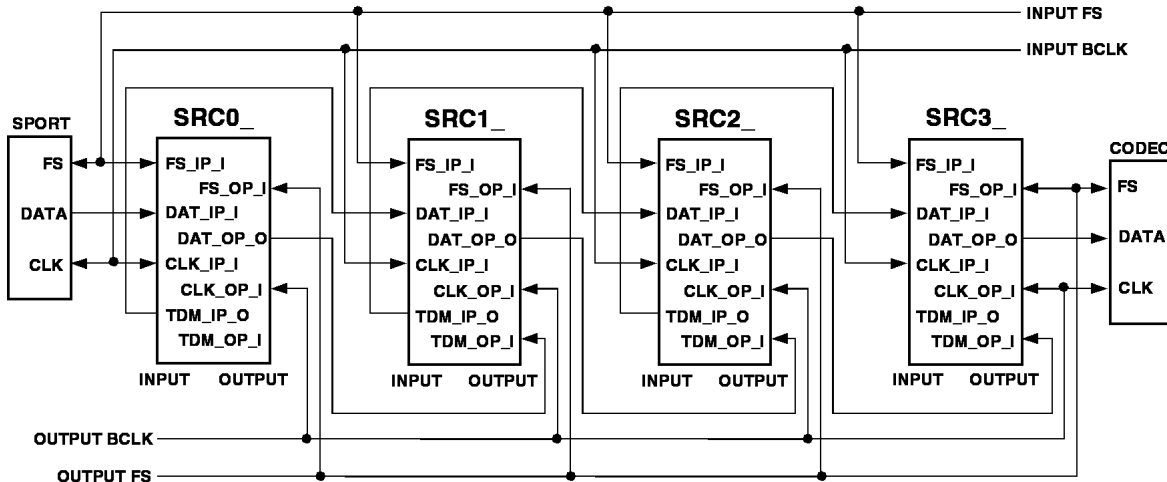 INPUT FS
INPUT BCLK
SPORT
FS
DATA
CLK
SRC0_
FS_IP_I
FS_OP_I
DAT_IP_I
DAT_OP_O
CLK_IP_I
CLK_OP_I
TDM_IP_O
TDM_OP_I
INPUT OUTPUT
SRC1_
FS_IP_I
FS_OP_I
DAT_IP_I
DAT_OP_O
CLK_IP_I
CLK_OP_I
TDM_IP_O
TDM_OP_I
INPUT OUTPUT
SRC2_
FS_IP_I
FS_OP_I
DAT_IP_I
DAT_OP_O
CLK_IP_I
CLK_OP_I
TDM_IP_O
TDM_OP_I
INPUT OUTPUT
SRC3_
FS_IP_I
FS_OP_I
DAT_IP_I
DAT_OP_O
CLK_IP_I
CLK_OP_I
TDM_IP_O
TDM_OP_I
INPUT OUTPUT
CODEC
FS
DATA
CLK
OUTPUT BCLK
OUTPUT FS